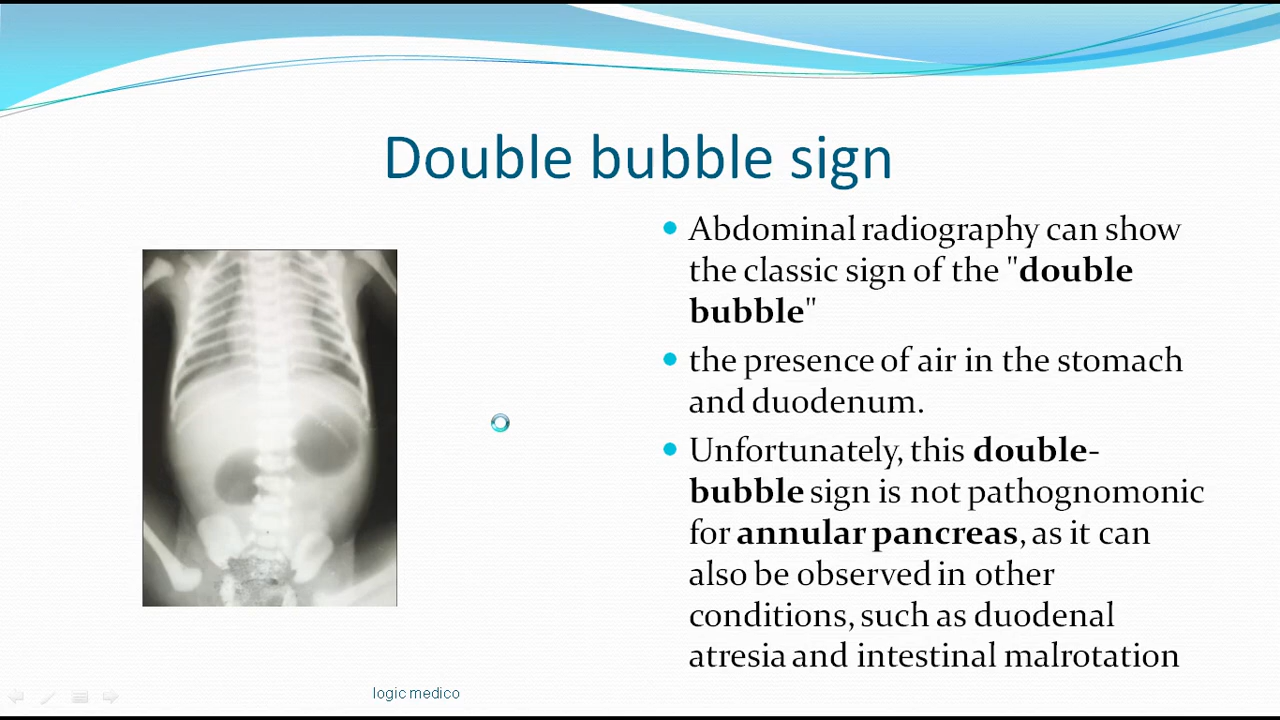 Double bubble sign
Abdominal radiography can show
the classic sign of the "double
bubble"
the presence of air in the stomach
and duodenum.
Unfortunately, this double-
bubble sign is not pathognomonic
for annular pancreas, as it can
also be observed in other
conditions, such as duodenal
atresia and intestinal malrotation
logic medico